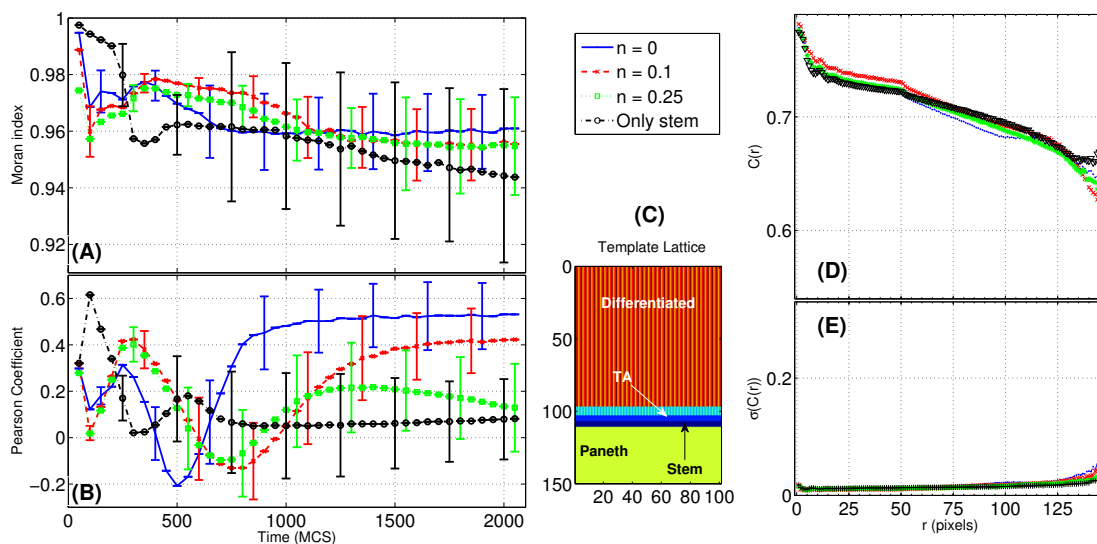 1
0.98
0.96
0.94
0.92
Moran index
(A)
0.6
0.4
0.2
0
−0.2
Pearson Coefficient
(B)
0
500
1000
1500
2000
Time (MCS)
n = 0
n = 0.1
n = 0.25
Only stem
(C)
Template Lattice
0
50
100
150
Differentiated
TA
Paneth
Stem
20
40
60
80
100
0.7
0.6
C(r)
(D)
(E)
0.2
0
σ(C(r))
0
25
50
75
100
125
r (pixels)